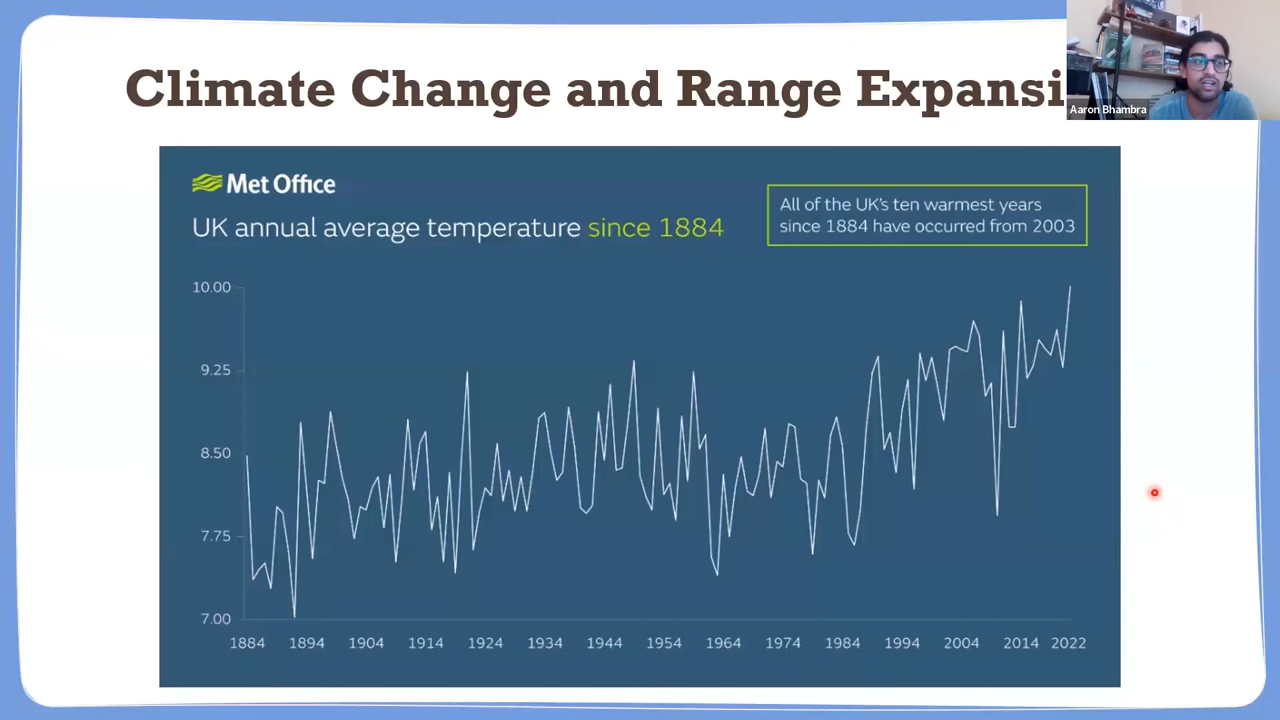 Climate Change and Range Expansi
Aaron Bhambra
Met Office
UK annual average temperature since 1884
All of the UK's ten warmest years
since 1884 have occurred from 2003
10.00
9.25
8.50
7.75
7.00
1884 1894 1904 1914 1924 1934 1944 1954 1964 1974 1984 1994 2004 2014 2022